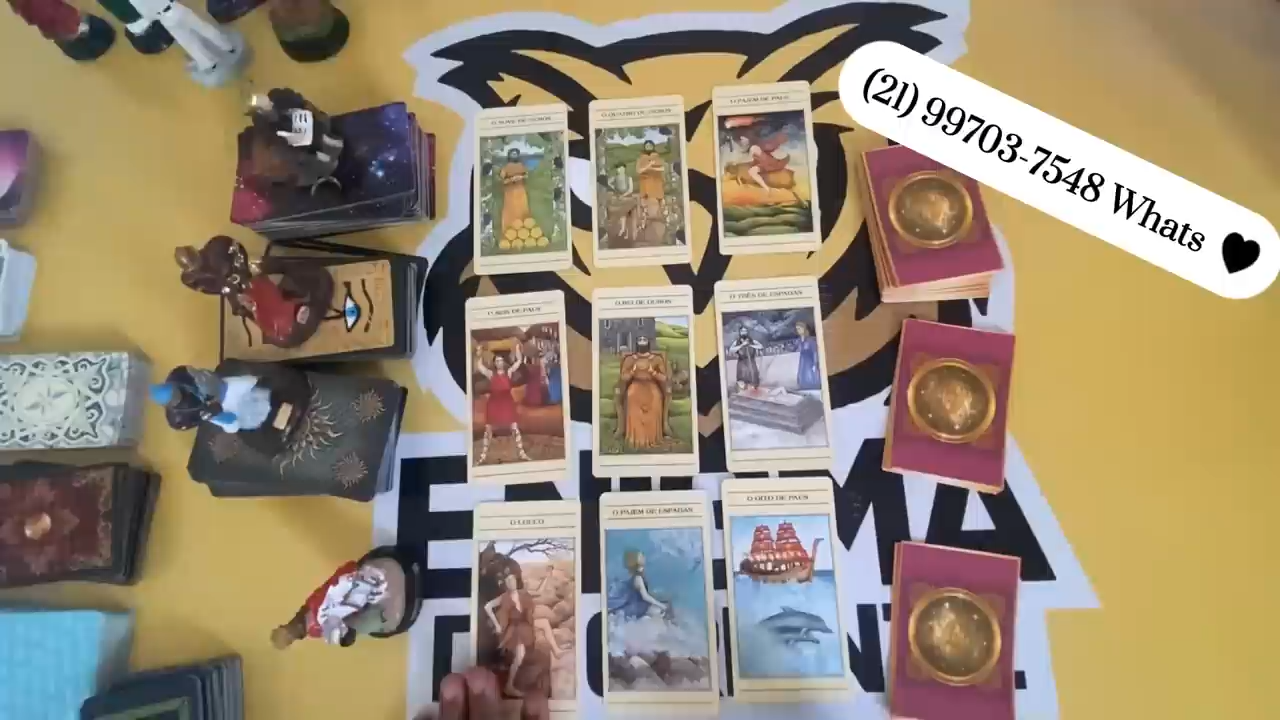 (21) 99703-7548 Whats
O NOVE DE OUROS
O QUATRO DE OUROS
O PAJEM DE PAUS
O SEIS DE PAUS
O REI DE OUROS
O TRÊS DE ESPADAS
O LOUCO
O PAJEM DE ESPADAS
O OITO DE PAUS